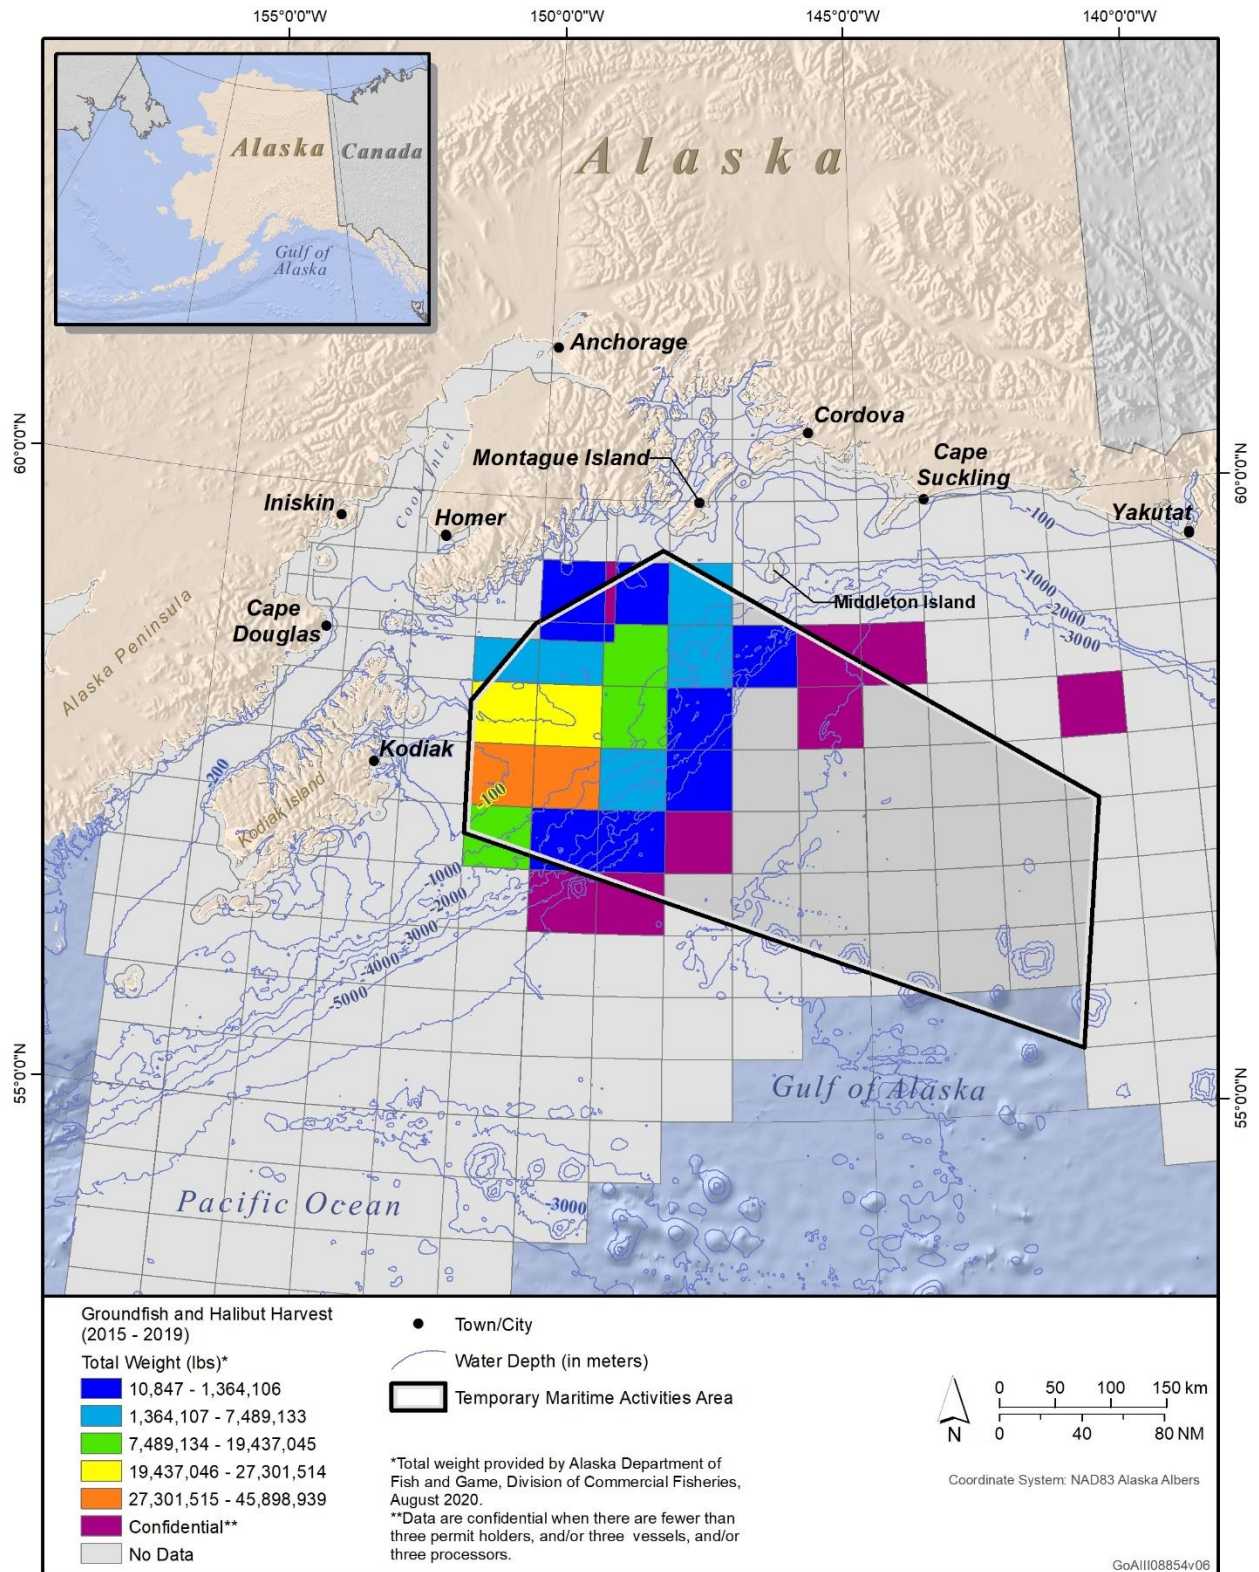 155°0'0"W
150°0'0"W
145°0'0"W
140°0'0"W
Alaska
Canada
Gulf of
Alaska
Alaska
Anchorage
Cordova
60°0'0"N
60°0'0"N
Montague Island
Cape
Suckling
Cook Inlet
Iniskin
Homer
Yakutat
-100
-1000
-2000
-3000
Middleton Island
Cape
Douglas
Alaska Peninsula
Kodiak
-200
Kodiak Island
-100
-1000
-2000
-3000
-4000
-5000
55°0'0"N
55°0'0"N
Gulf of Alaska
Pacific Ocean
-3000
Groundfish and Halibut Harvest
(2015 - 2019)
Total Weight (lbs)*
10,847 - 1,364,106
1,364,107 - 7,489,133
7,489,134 - 19,437,045
19,437,046 - 27,301,514
27,301,515 - 45,898,939
Confidential**
No Data
Town/City
Water Depth (in meters)
Temporary Maritime Activities Area
*Total weight provided by Alaska Department of
Fish and Game, Division of Commercial Fisheries,
August 2020.
**Data are confidential when there are fewer than
three permit holders, and/or three vessels, and/or
three processors.
N
0 50 100 150 km
0 40 80 NM
Coordinate System: NAD83 Alaska Albers
GoAIII08854v06